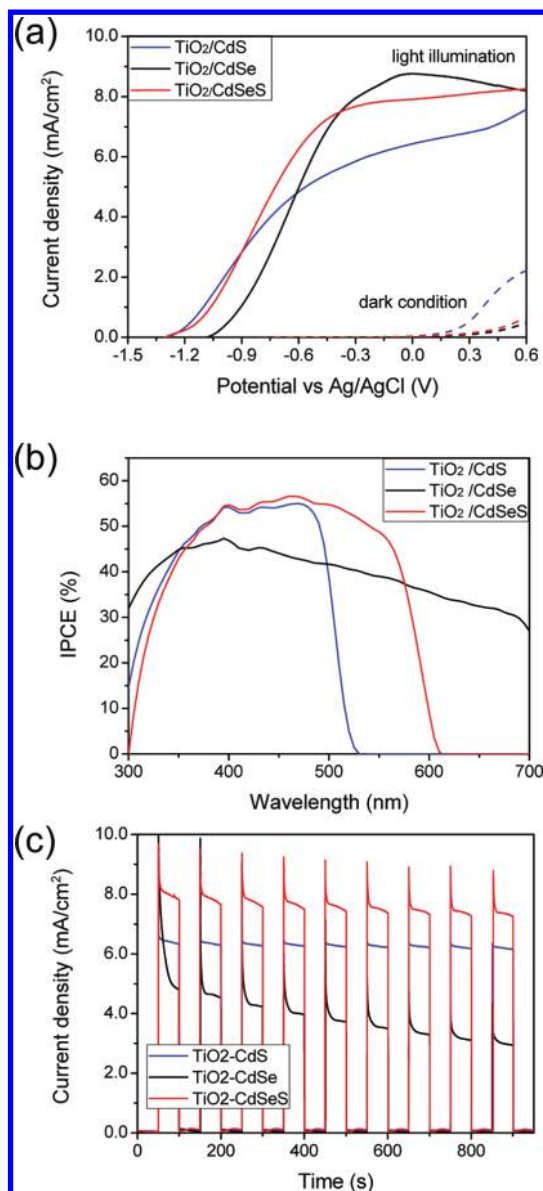 (a)
10.0
8.0
6.0
4.0
2.0
0.0
Current density (mA/cm²)
TiO₂/CdS
TiO₂/CdSe
TiO₂/CdSeS
light illumination
dark condition
-1.5 -1.2 -0.9 -0.6 -0.3 0.0 0.3 0.6
Potential vs Ag/AgCl (V)
(b)
60
50
40
30
20
10
0
IPCE (%)
TiO₂ /CdS
TiO₂ /CdSe
TiO₂ /CdSeS
300 400 500 600 700
Wavelength (nm)
(c)
10.0
8.0
6.0
4.0
2.0
0.0
Current density (mA/cm²)
TiO2-CdS
TiO2-CdSe
TiO2-CdSeS
0 200 400 600 800
Time (s)